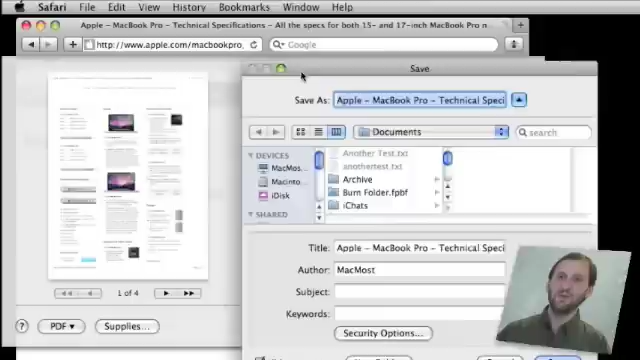 Safari File Edit View History Bookmarks Window Help
Apple – MacBook Pro – Technical Specifications – All the specs for both 15- and 17-inch MacBook Pro n
http://www.apple.com/macbookpro, Google
Save
Save As: Apple – MacBook Pro – Technical Speci
Documents search
DEVICES
MacMos...
Macinto...
iDisk
SHARED
Another Test.txt
anothertest.txt
Archive
Burn Folder.fpbf
iChats
Title: Apple – MacBook Pro – Technical Speci
Author: MacMost
Subject:
Keywords:
Security Options...
1 of 4
? PDF Supplies...